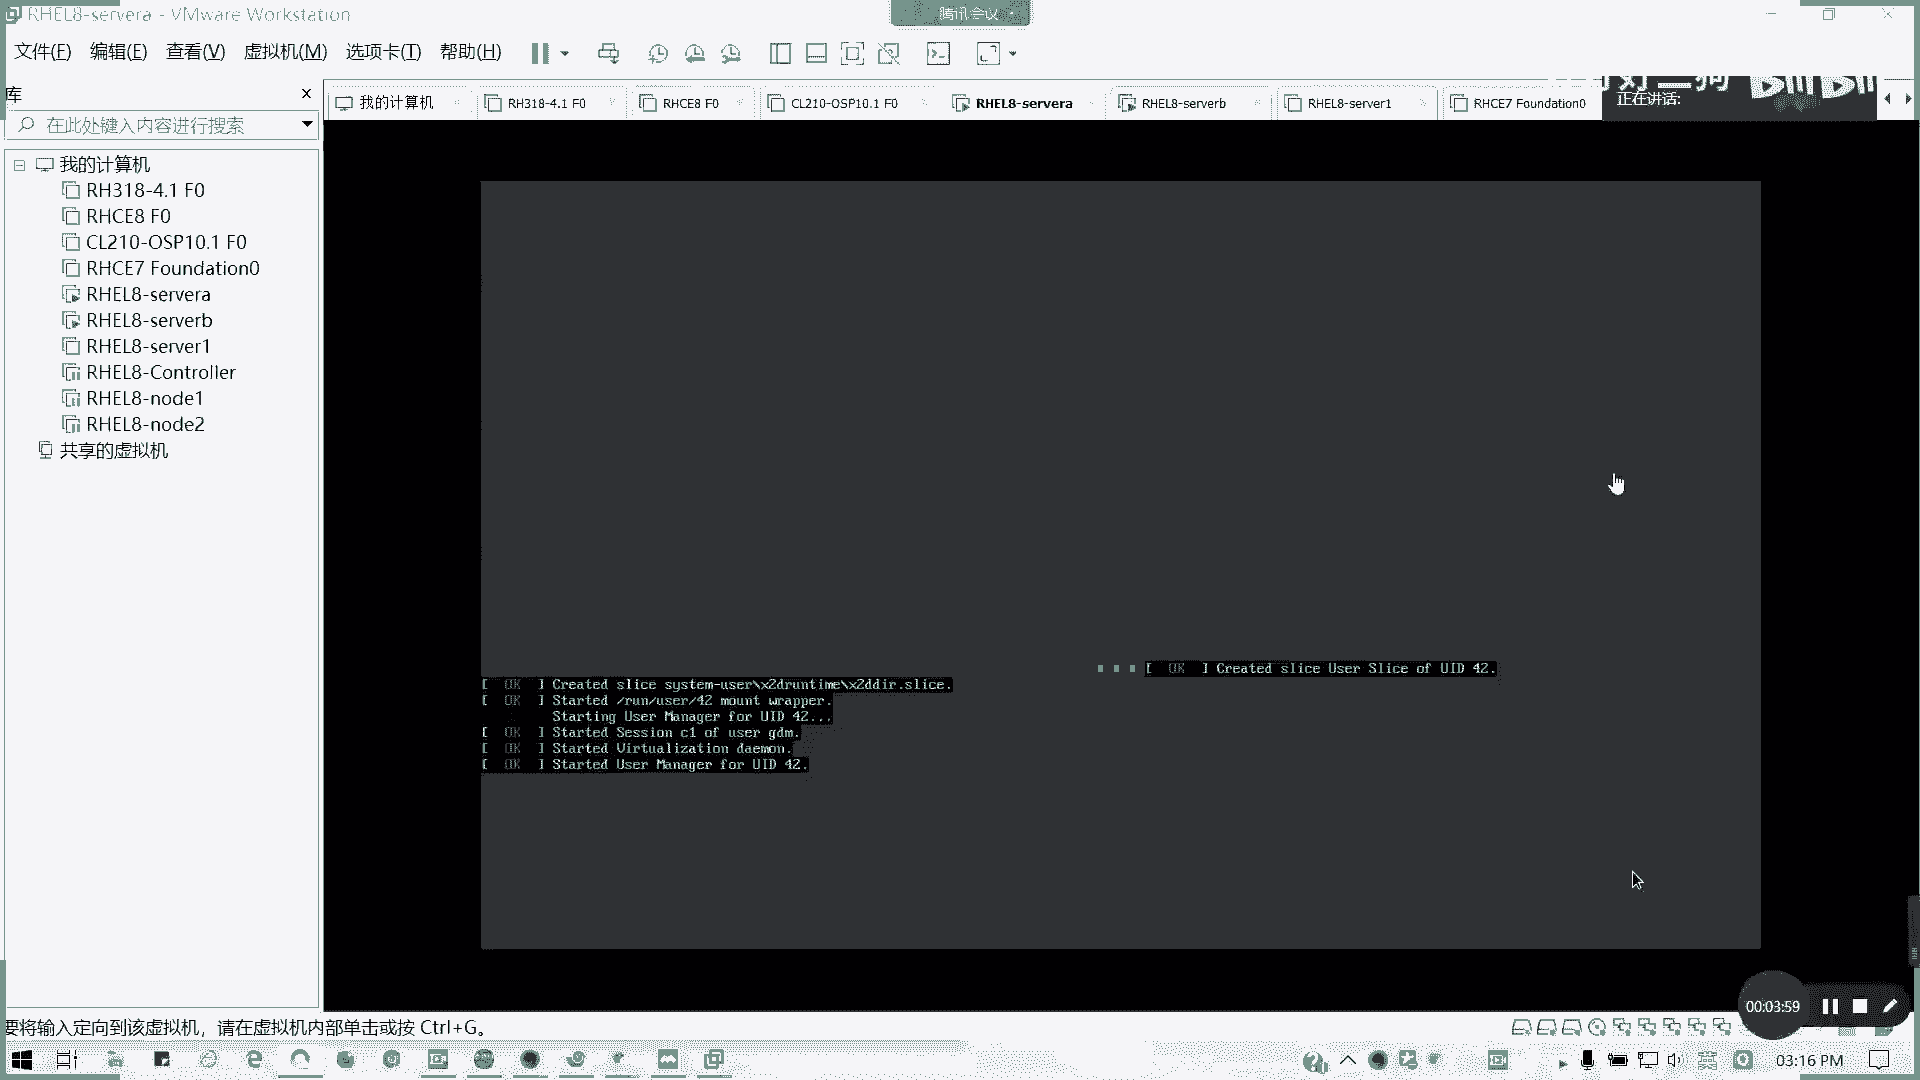 RHEL8-servera - VMware Workstation
腾讯会议
文件(F) 编辑(E) 查看(V) 虚拟机(M) 选项卡(T) 帮助(H)
库
在此处键入内容进行搜索
我的计算机
RH318-4.1 F0
RHCE8 F0
CL210-OSP10.1 F0
RHCE7 Foundation0
RHEL8-servera
RHEL8-serverb
RHEL8-server1
RHEL8-Controller
RHEL8-node1
RHEL8-node2
共享的虚拟机
我的计算机 RH318-4.1 F0 RHCE8 F0 CL210-OSP10.1 F0 RHEL8-servera RHEL8-serverb RHEL8-server1 RHCE7 Foundation0
正在讲话:
[ OK ] Created slice User Slice of UID 42.
[ OK ] Created slice system-user\x2druntime\x2ddir.slice.
[ OK ] Started /run/user/42 mount wrapper.
Starting User Manager for UID 42...
[ OK ] Started Session c1 of user gdm.
[ OK ] Started Virtualization daemon.
[ OK ] Started User Manager for UID 42.
00:03:59
要将输入定向到该虚拟机，请在虚拟机内部单击或按 Ctrl+G。
英
03:16 PM